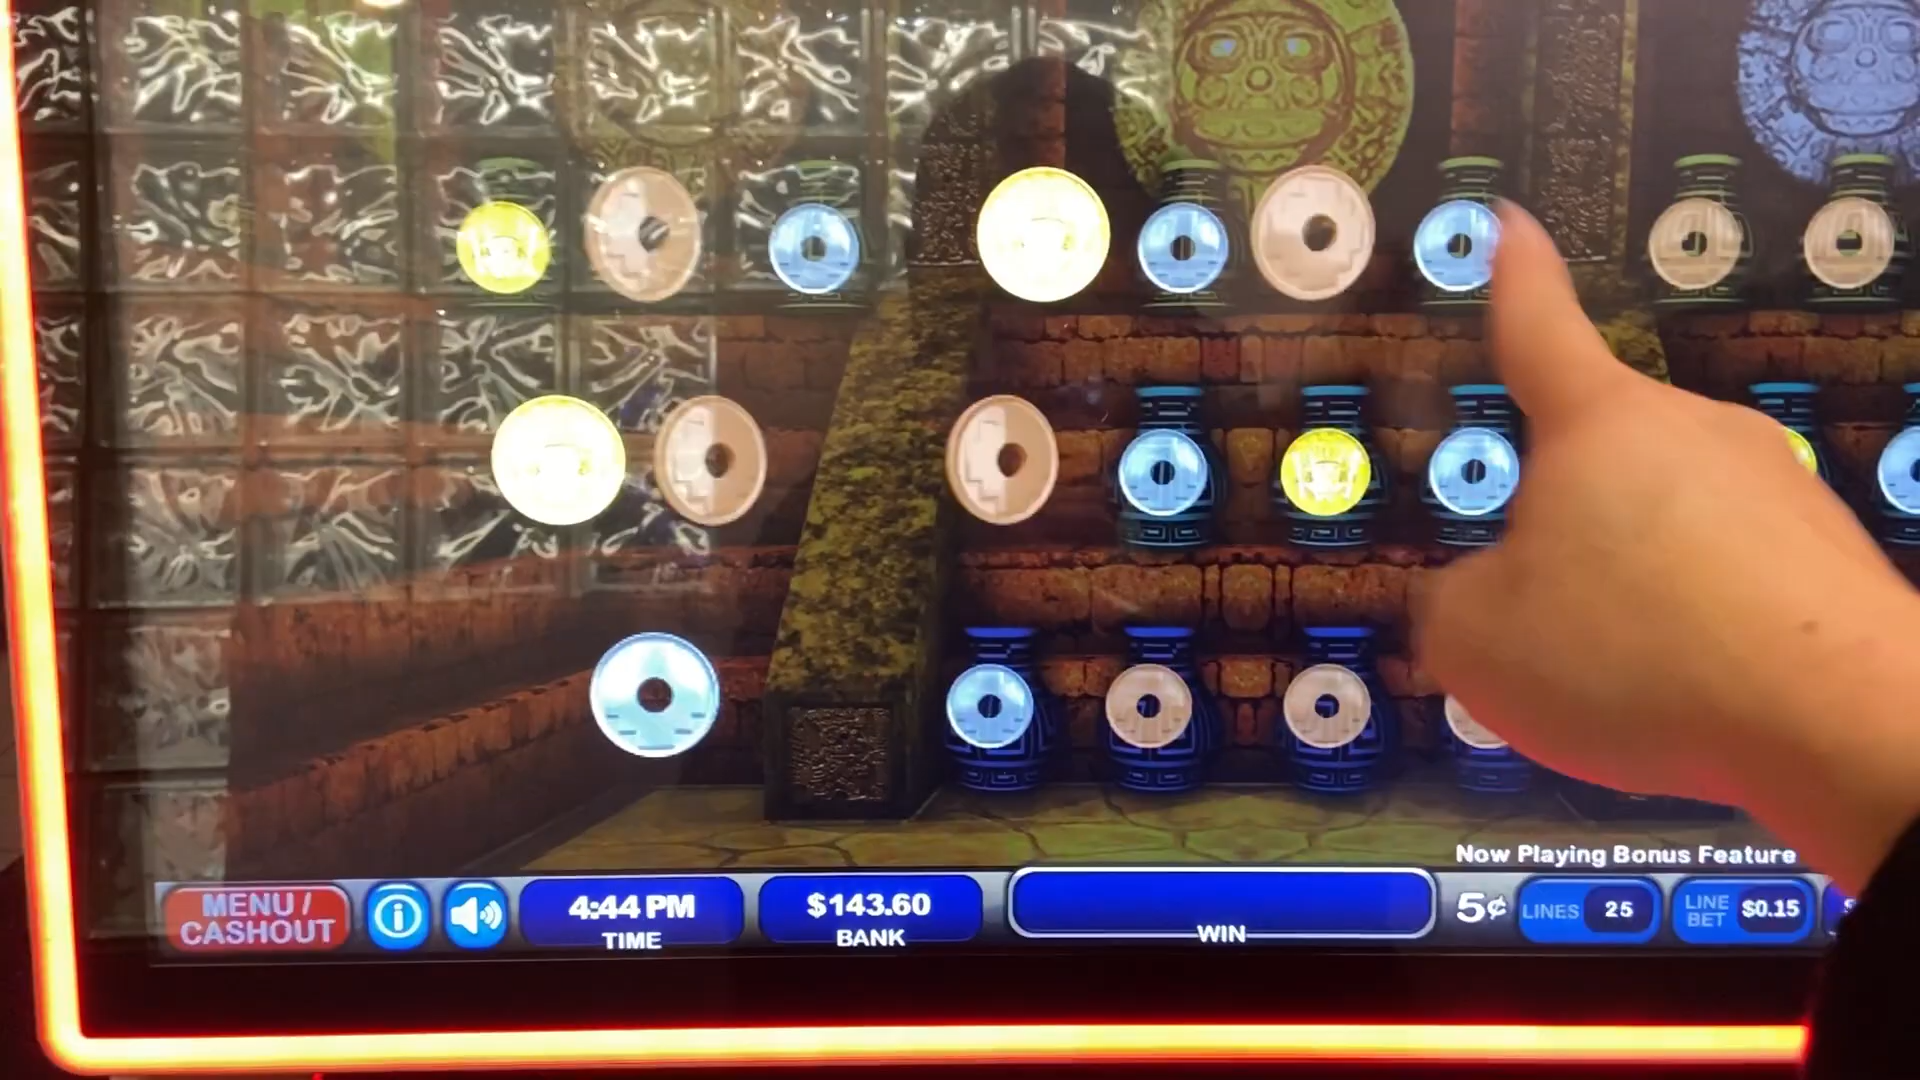 Now Playing Bonus Feature
MENU /
CASHOUT
4:44 PM
TIME
$143.60
BANK
WIN
5¢
LINES 25
LINE
BET
$0.15